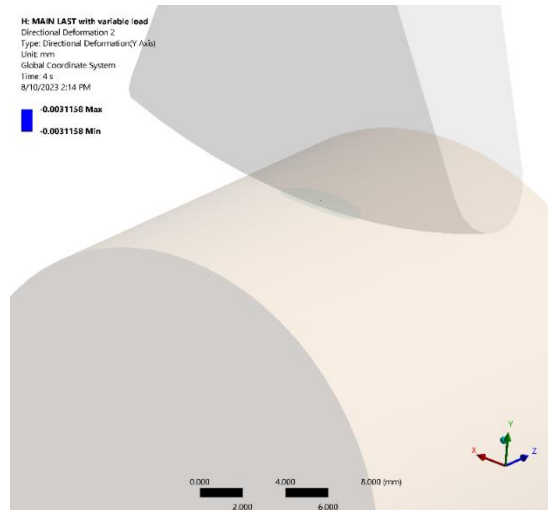 H: MAIN LAST with variable load
Directional Deformation 2
Type: Directional Deformation(Y Axis)
Unit: mm
Global Coordinate System
Time: 4 s
8/10/2023 2:14 PM
-0.0031158 Max
-0.0031158 Min
Y
X
Z
0.000
4.000
8.000 (mm)
2.000
6.000